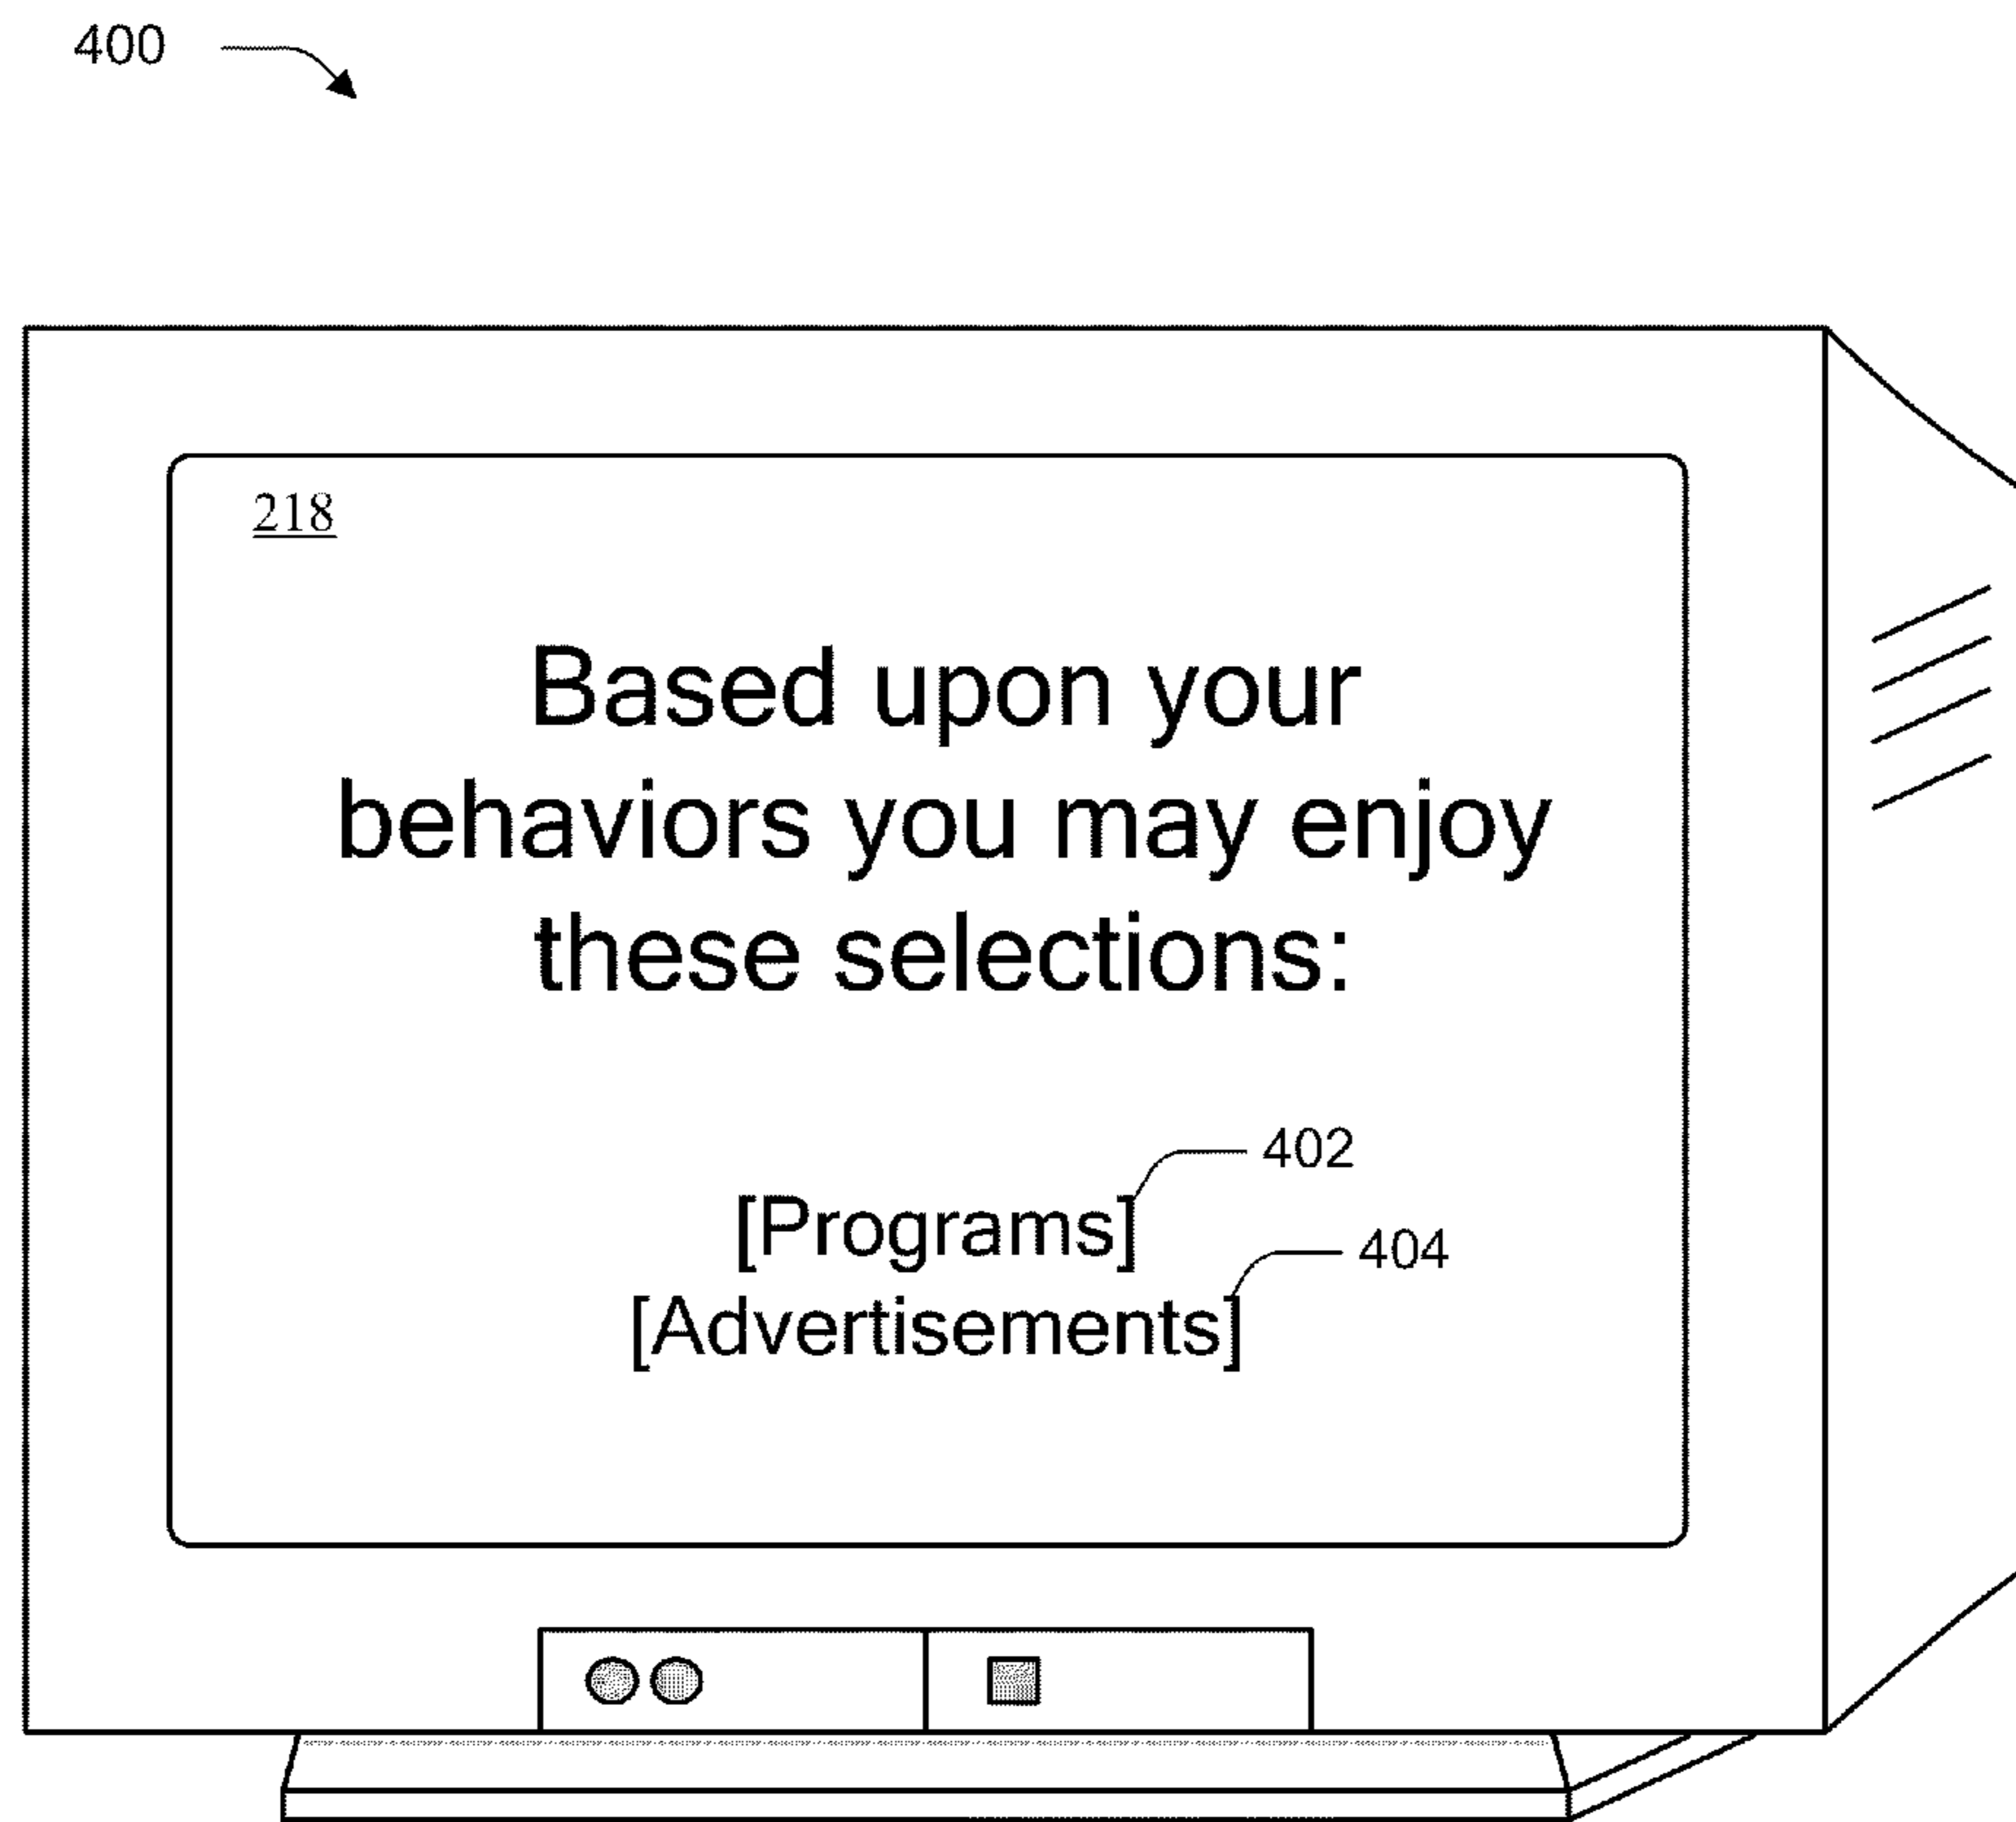 400
218
Based upon your
behaviors you may enjoy
these selections:
402
[Programs]
404
[Advertisements]